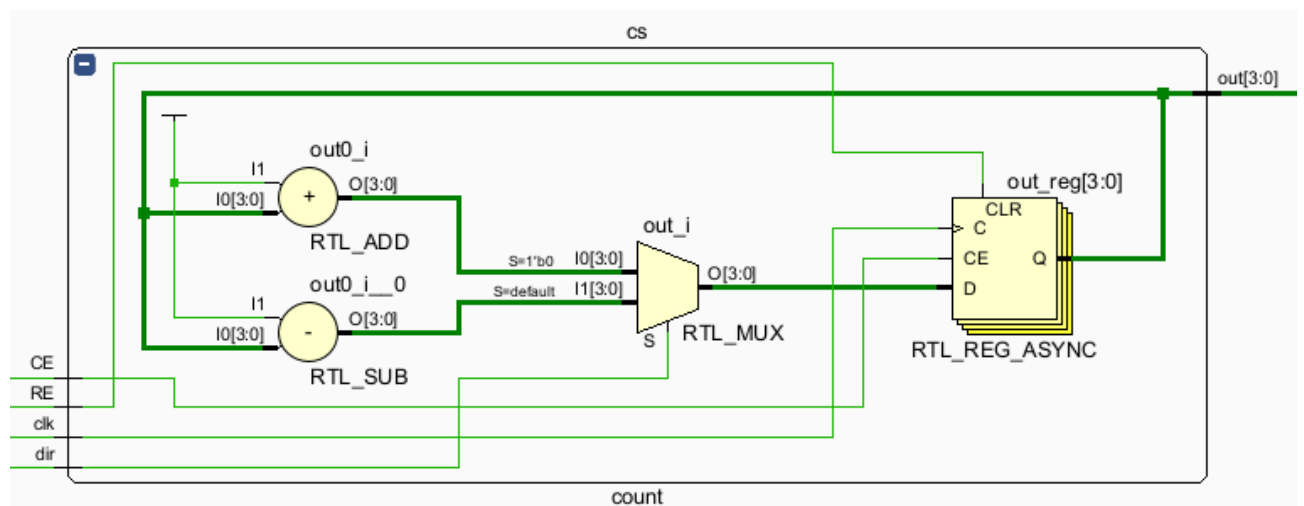 cs
out[3:0]
out0_i
I1
I0[3:0]
+
O[3:0]
RTL_ADD
out0_i__0
I1
I0[3:0]
-
O[3:0]
RTL_SUB
out_i
S=1'b0
I0[3:0]
S=default
I1[3:0]
O[3:0]
S
RTL_MUX
out_reg[3:0]
CLR
C
CE
Q
D
RTL_REG_ASYNC
CE
RE
clk
dir
count